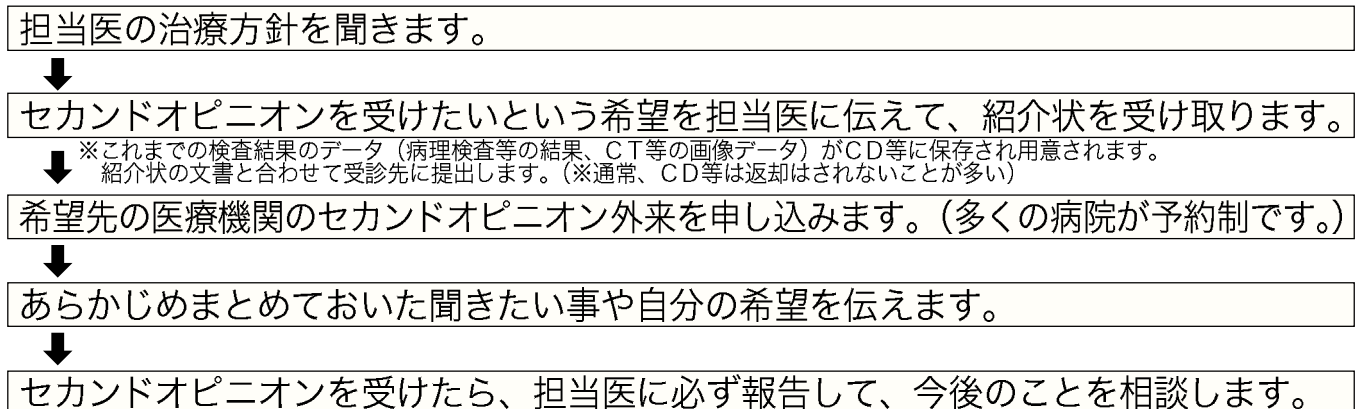 担当医の治療方針を聞きます。
セカンドオピニオンを受けたいという希望を担当医に伝えて、紹介状を受け取ります。
※これまでの検査結果のデータ（病理検査等の結果、ＣＴ等の画像データ）がＣＤ等に保存され用意されます。
紹介状の文書と合わせて受診先に提出します。（※通常、ＣＤ等は返却はされないことが多い）
希望先の医療機関のセカンドオピニオン外来を申し込みます。（多くの病院が予約制です。）
あらかじめまとめておいた聞きたい事や自分の希望を伝えます。
セカンドオピニオンを受けたら、担当医に必ず報告して、今後のことを相談します。